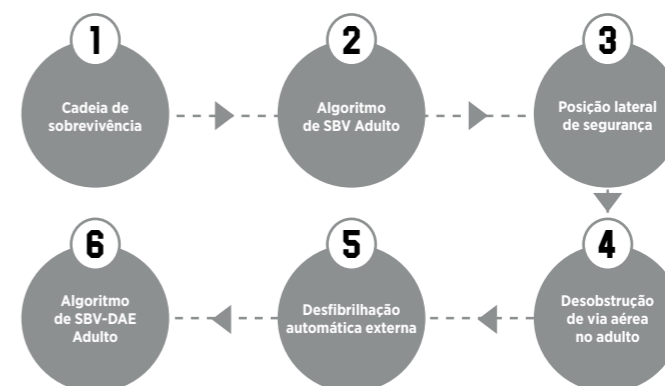 1
Cadeia de
sobrevivência
2
Algoritmo
de SBV Adulto
3
Posição lateral
de segurança
4
Desobstrução
de via aérea
no adulto
5
Desfibrilhação
automática externa
6
Algoritmo
de SBV-DAE
Adulto